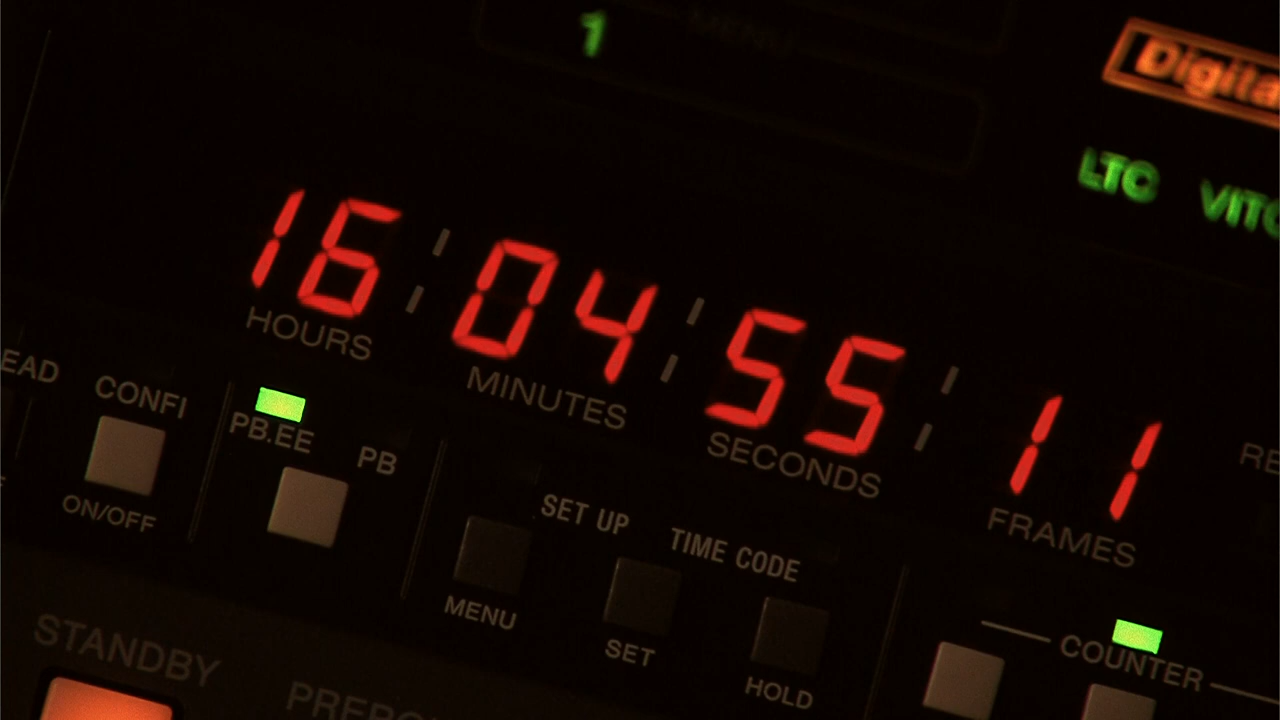 1
Digita
LTC VITC
16:04:55:11
HOURS MINUTES SECONDS FRAMES
EAD CONFI
ON/OFF
PB.EE PB
SET UP TIME CODE
MENU SET HOLD
COUNTER
STANDBY